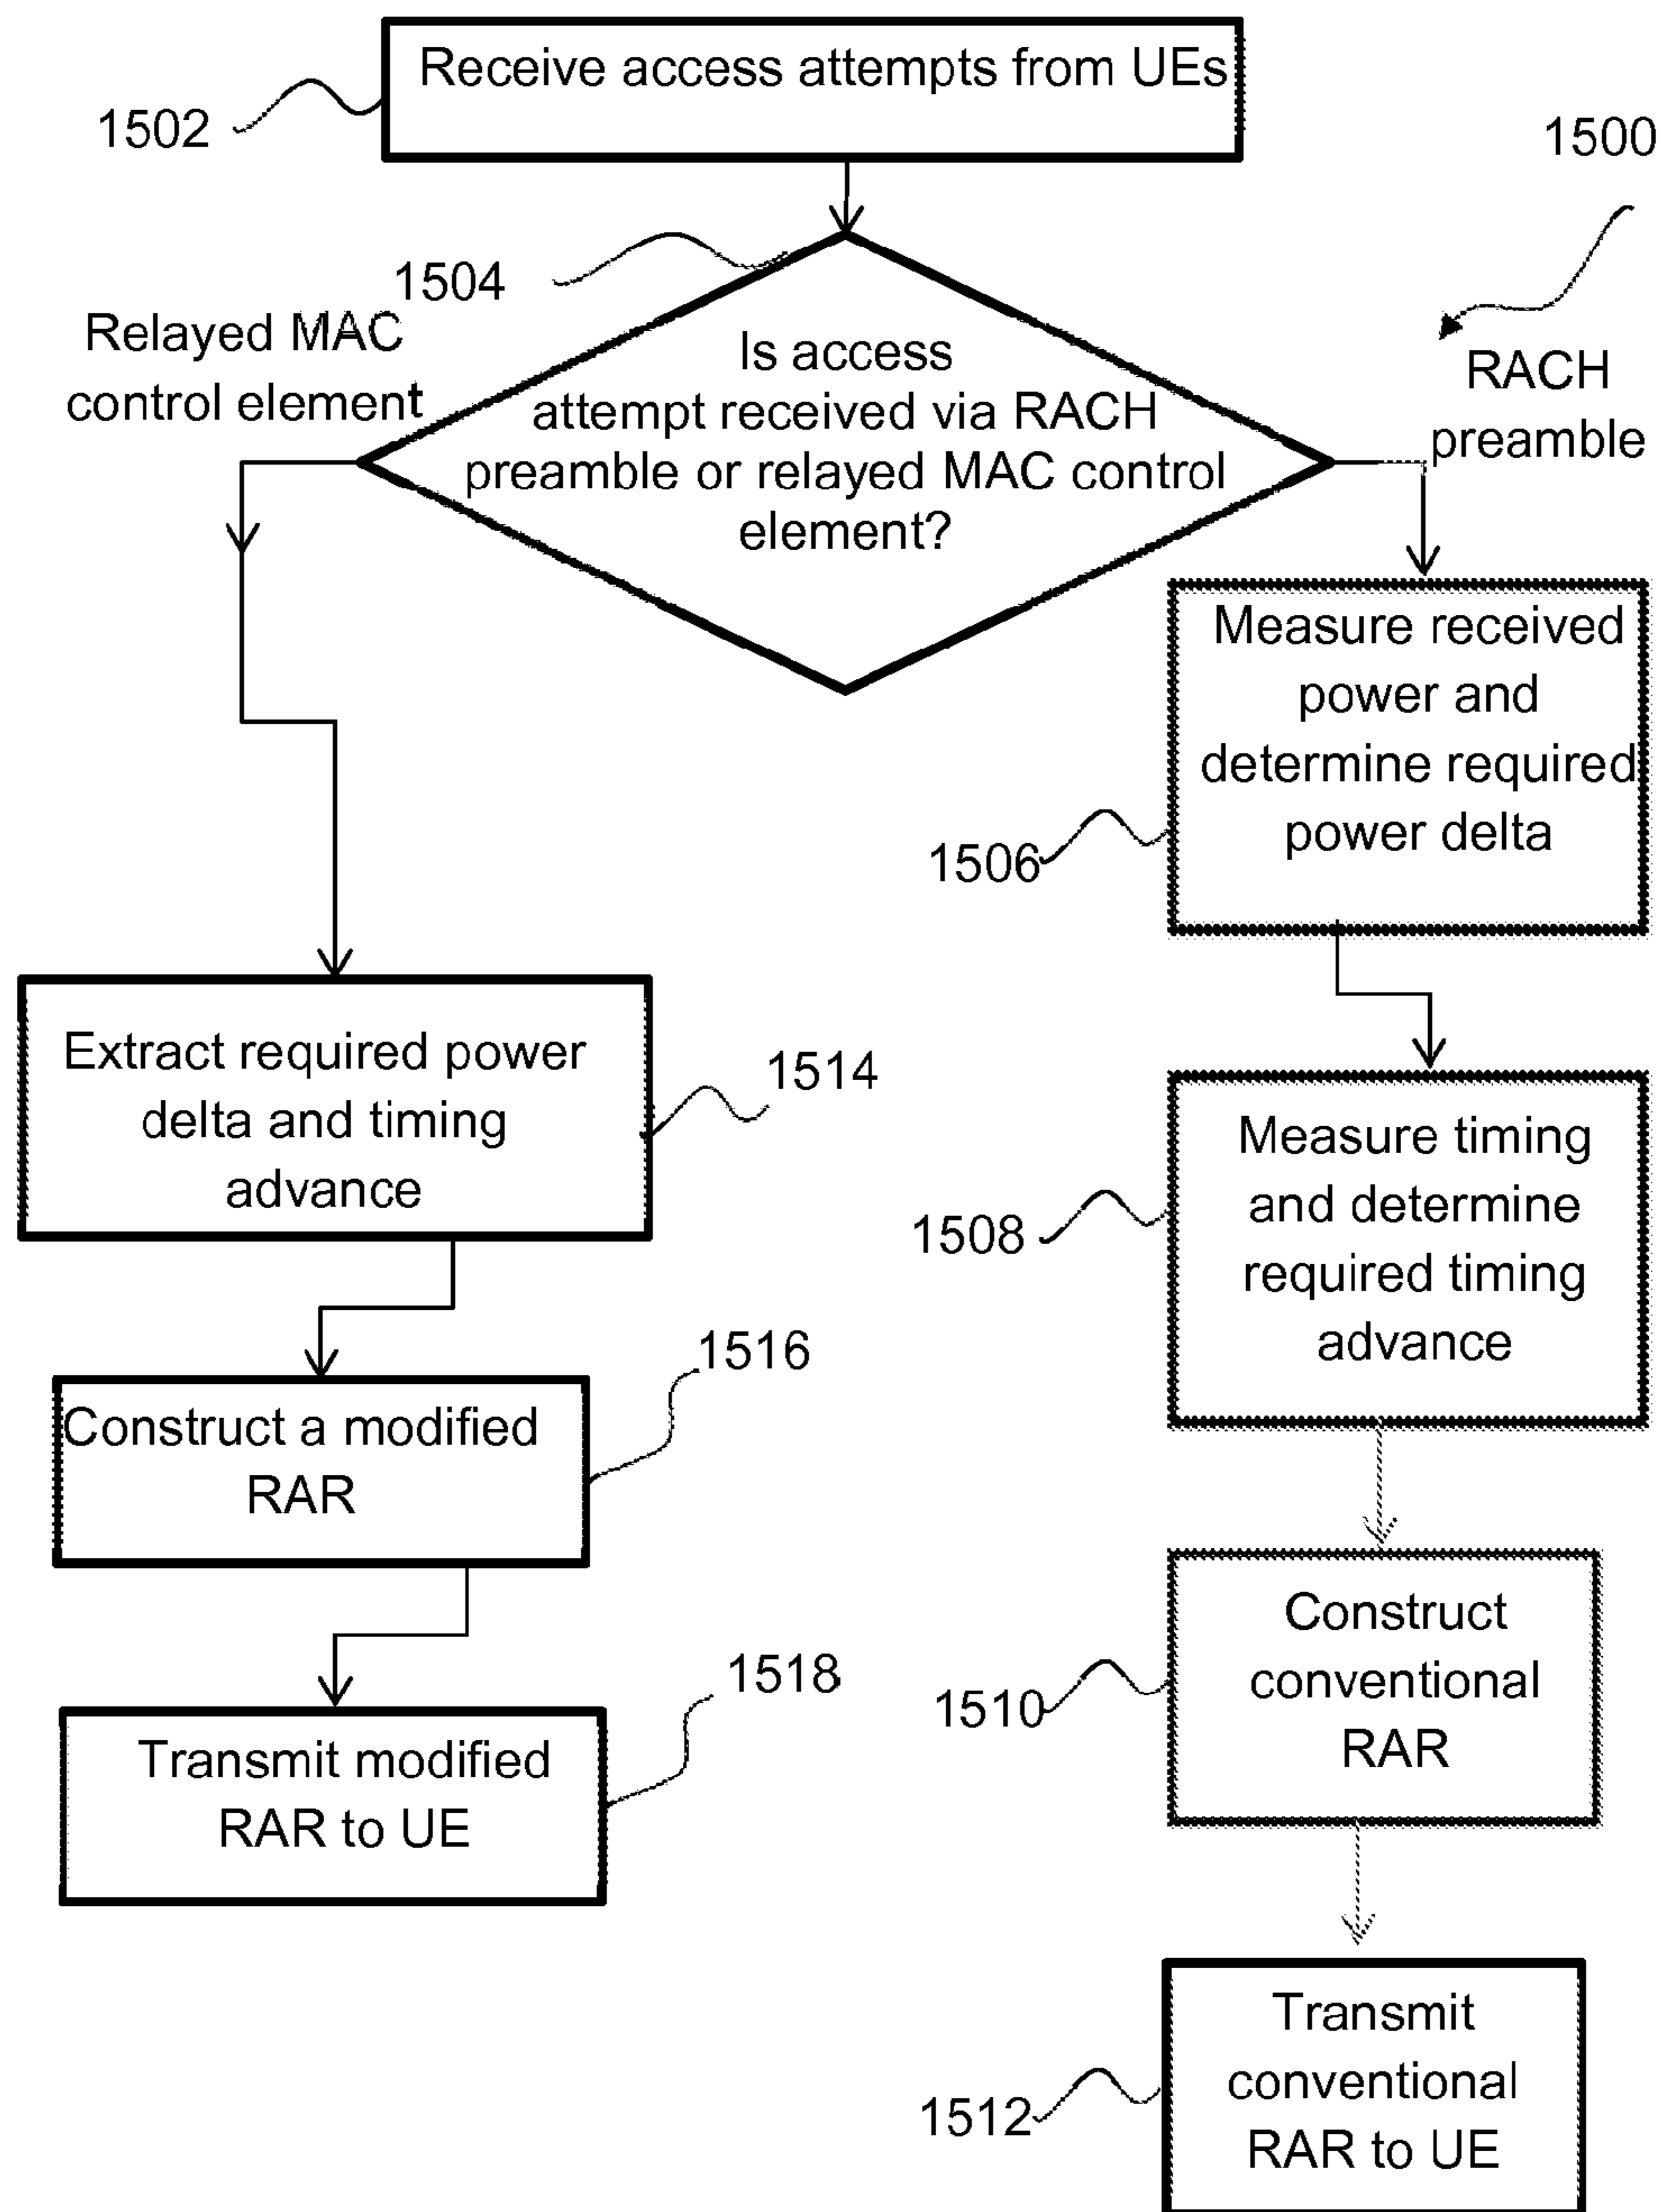 Receive access attempts from UEs
1502
1500
1504
Relayed MAC
control element
Is access
attempt received via RACH
preamble or relayed MAC control
element?
RACH
preamble
Measure received
power and
determine required
power delta
1506
Extract required power
delta and timing
advance
1514
Measure timing
and determine
required timing
advance
1508
Construct a modified
RAR
1516
Construct
conventional
RAR
1510
Transmit modified
RAR to UE
1518
Transmit
conventional
RAR to UE
1512